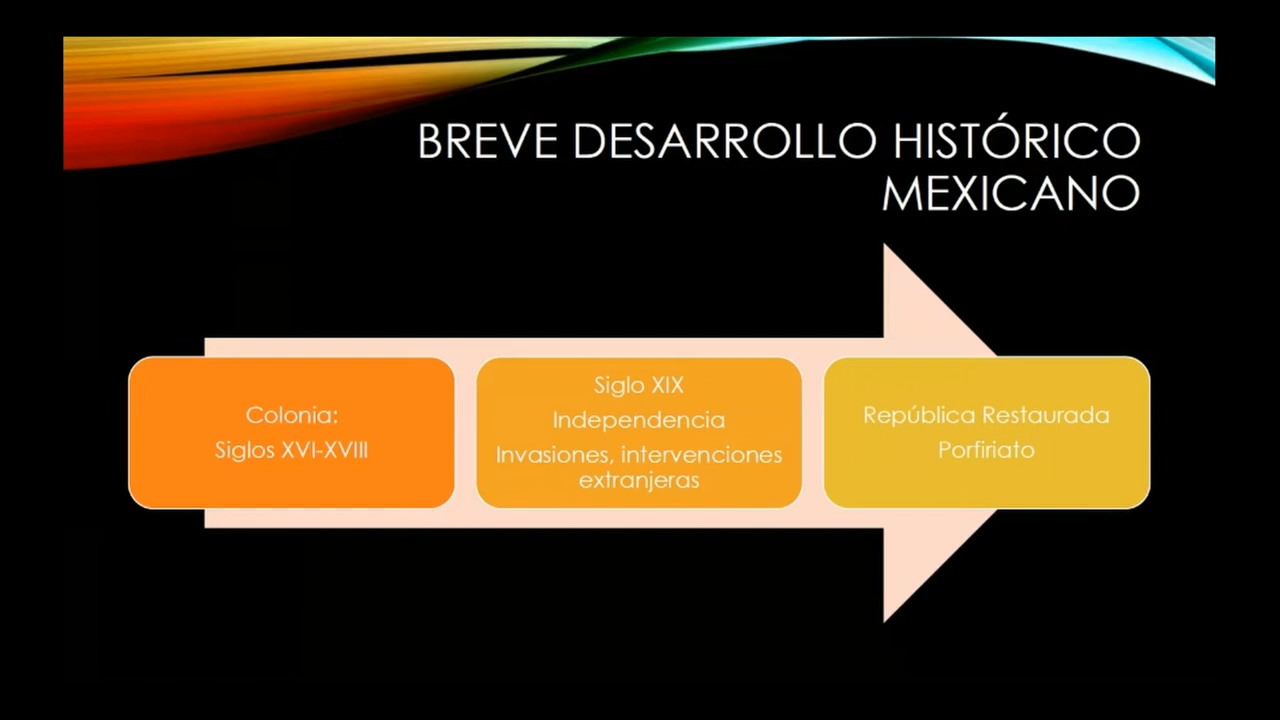 BREVE DESARROLLO HISTÓRICO
MEXICANO
Colonia:
Siglos XVI-XVIII
Siglo XIX
Independencia
Invasiones, intervenciones
extranjeras
República Restaurada
Porfiriato